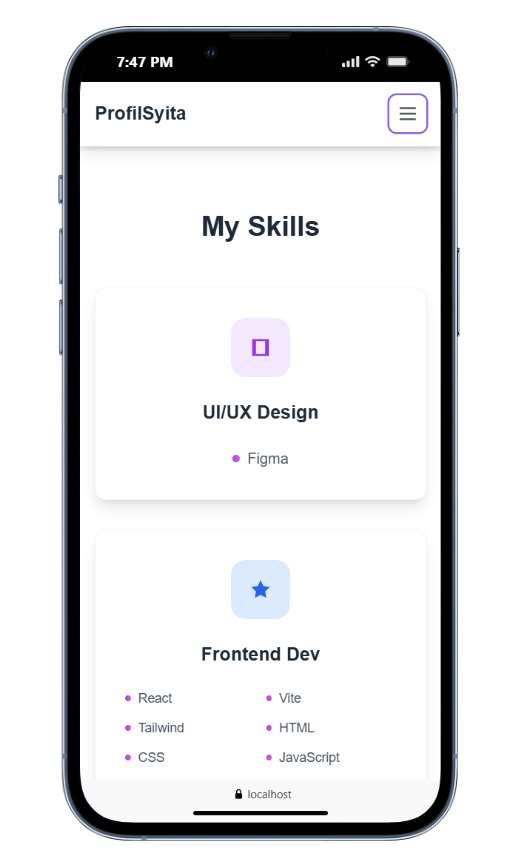 7:47 PM
ProfilSyita
My Skills
UI/UX Design
Figma
Frontend Dev
React Vite
Tailwind HTML
CSS JavaScript
localhost